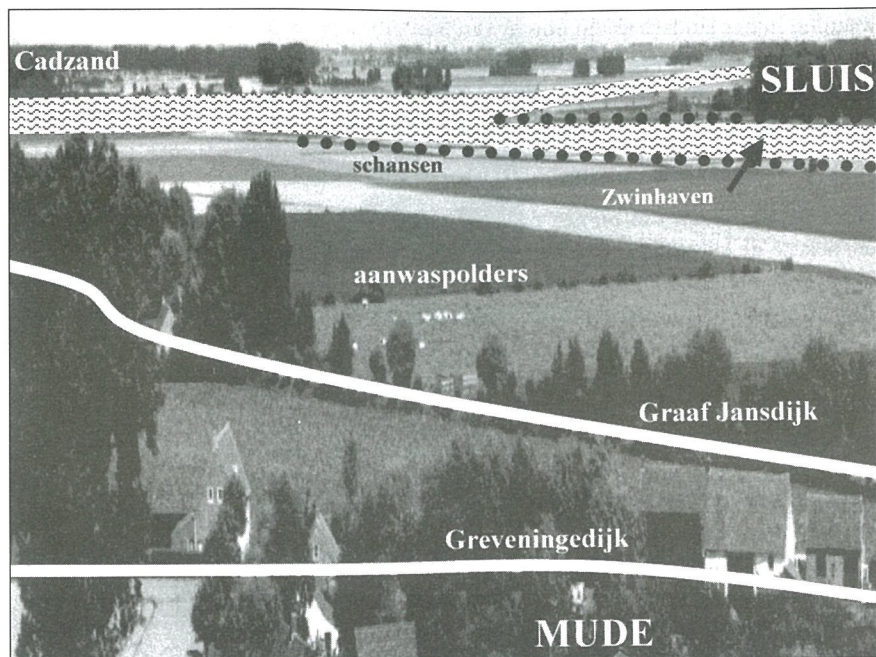 Cadzand
SLUIS
schansen
Zwinhaven
aanwaspolders
Graaf Jansdijk
Greveningedijk
MUDE